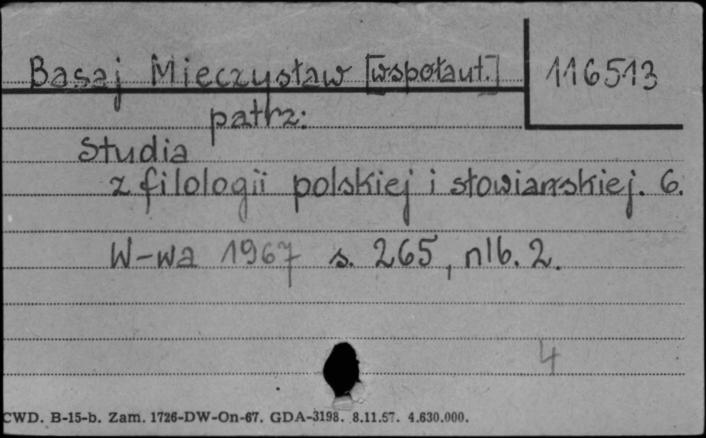 Basaj Mieczysław [współaut.] 116513
patrz:
Studia
z filologii polskiej i słowiańskiej. 6.
W-wa 1967 s. 265, nlb. 2.
4
CWD. B-15-b. Zam. 1726-DW-On-67. GDA-3198. 8.11.67. 4.630.000.